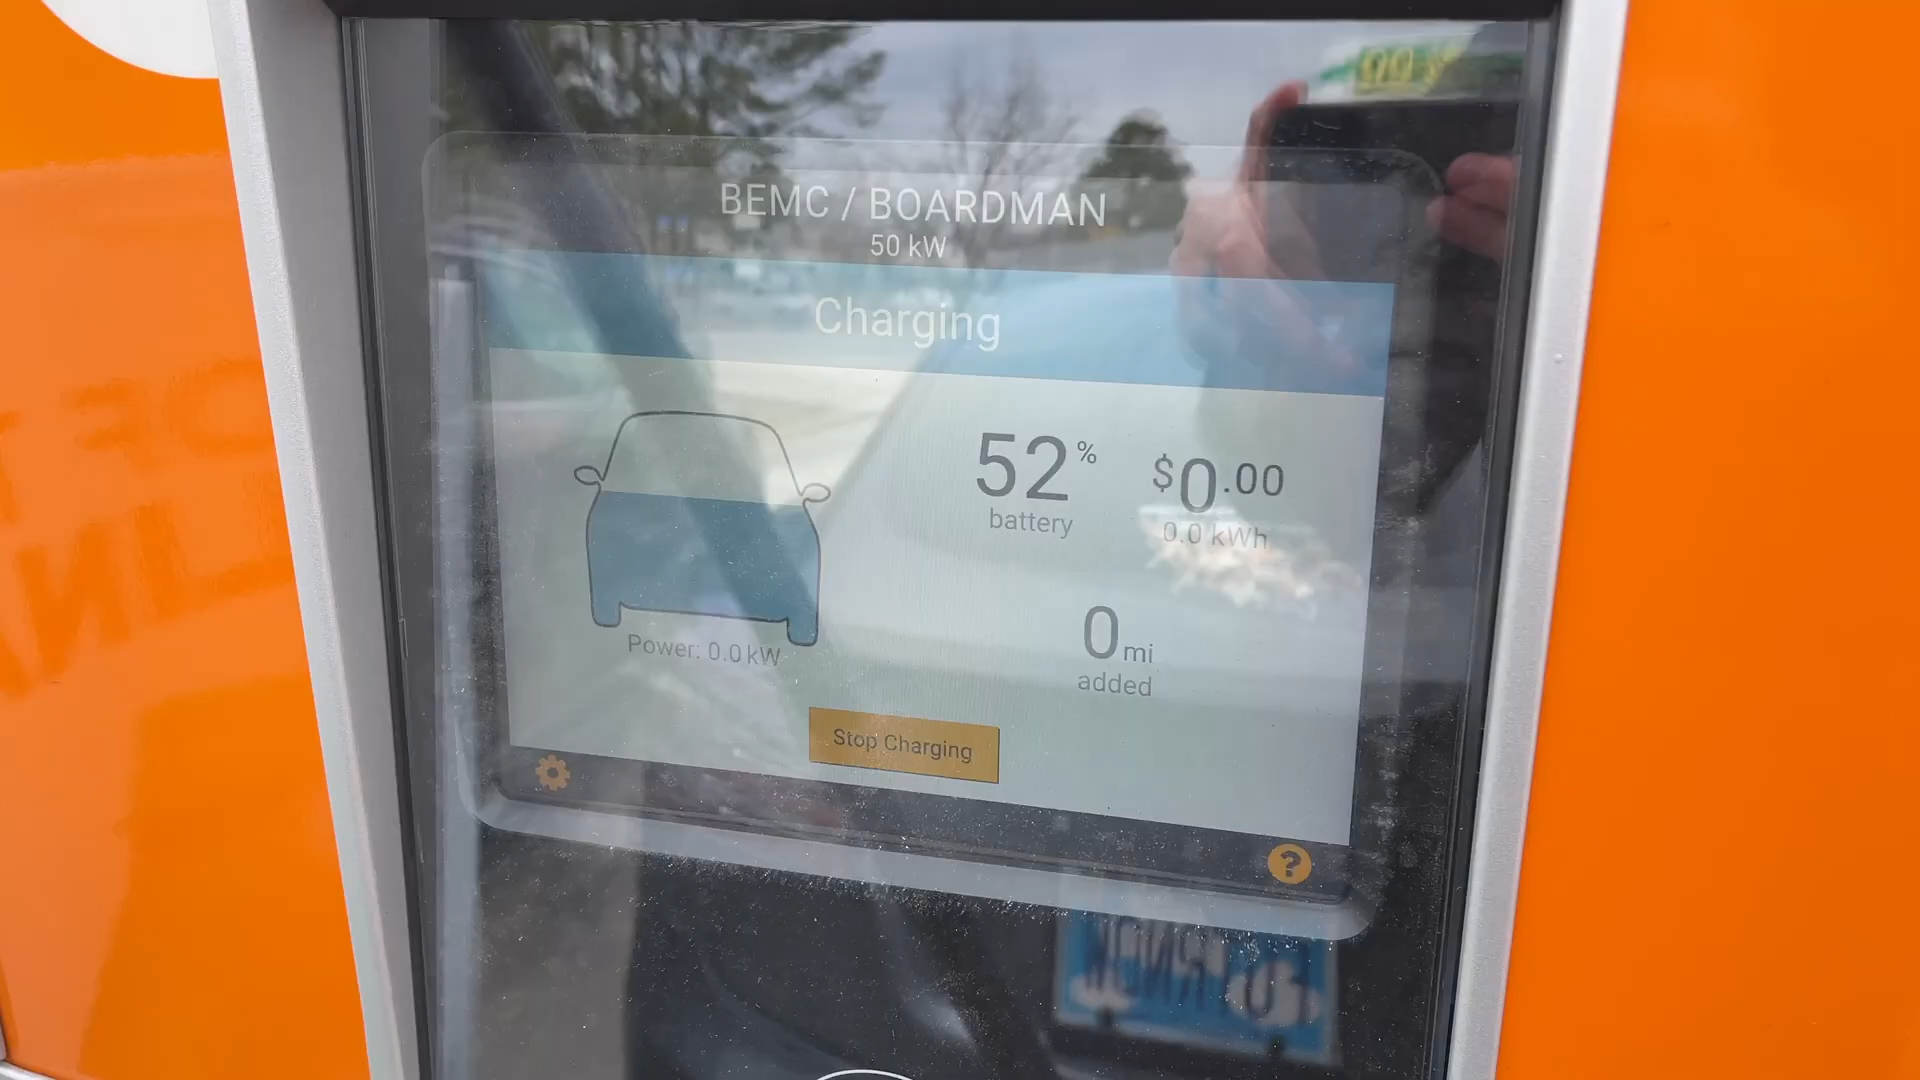 BEMC / BOARDMAN
50 kW
Charging
52%
battery
$0.00
0.0 kWh
Power: 0.0 kW
0 mi
added
Stop Charging
?